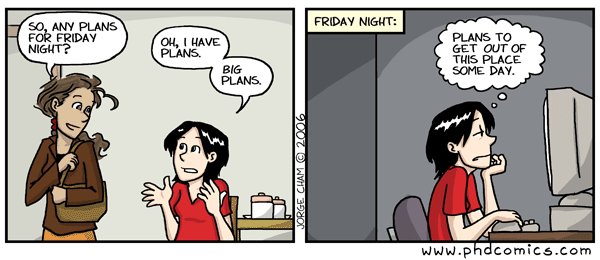 SO, ANY PLANS
FOR FRIDAY
NIGHT?
OH, I HAVE
PLANS.
BIG
PLANS.
JORGE CHAM © 2006
FRIDAY NIGHT:
PLANS TO
GET OUT OF
THIS PLACE
SOME DAY.
www.phdcomics.com